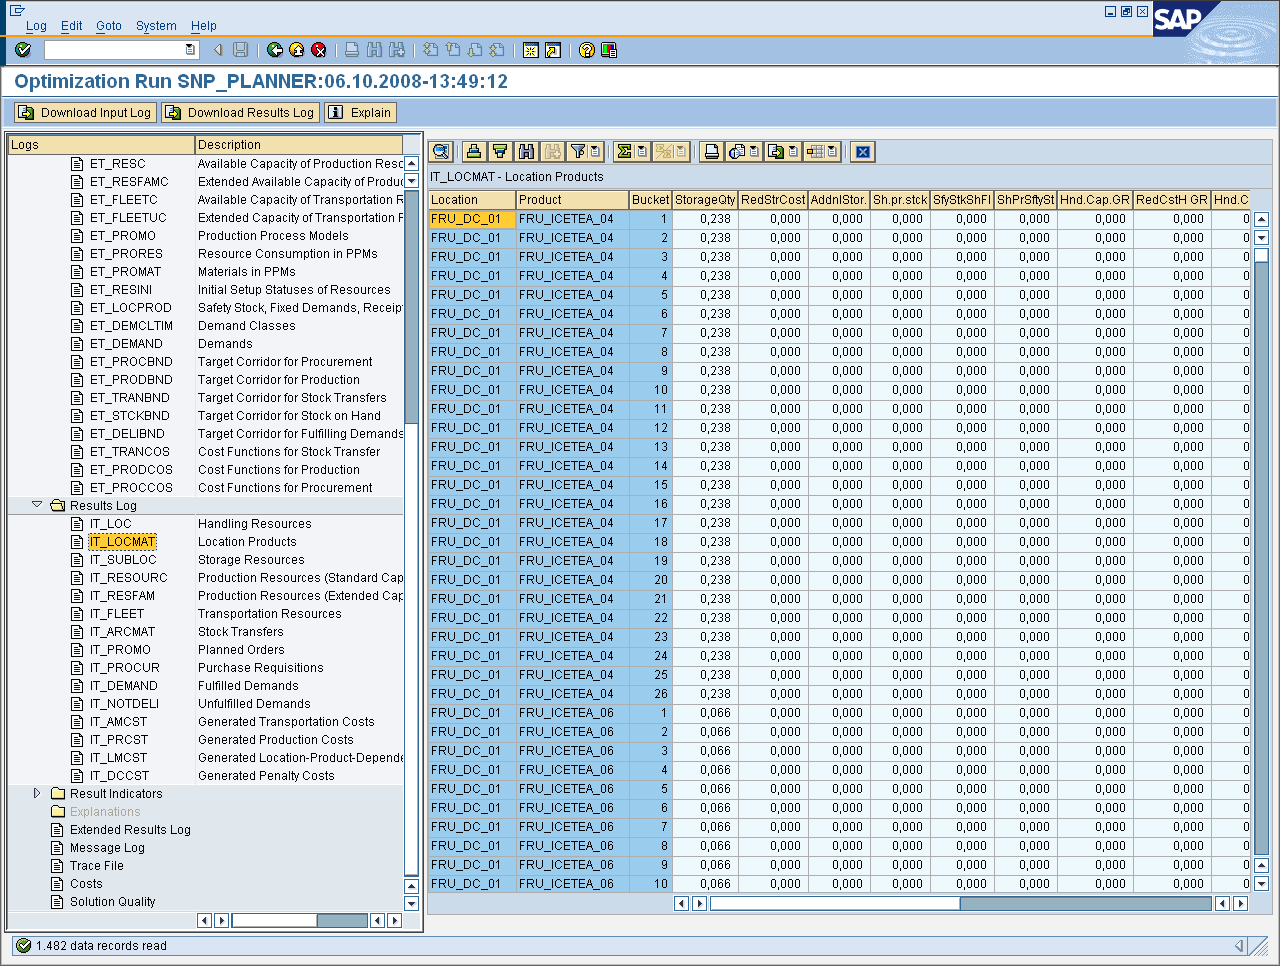 Log Edit Goto System Help
SAP
Optimization Run SNP_PLANNER:06.10.2008-13:49:12
Download Input Log Download Results Log Explain
Logs Description
ET_RESC Available Capacity of Production Resc
ET_RESFAMC Extended Available Capacity of Produc
ET_FLEETC Available Capacity of Transportation R
ET_FLEETUC Extended Available Capacity of Transportation F
ET_PROMO Production Process Models
ET_PRORES Resource Consumption in PPMs
ET_PROMAT Materials in PPMs
ET_RESINI Initial Setup Statuses of Resources
ET_LOCPROD Safety Stock, Fixed Demands, Receip
ET_DEMCLTIM Demand Classes
ET_DEMAND Demands
ET_PROCBND Target Corridor for Procurement
ET_PRODBND Target Corridor for Production
ET_TRANBND Target Corridor for Stock Transfers
ET_STCKBND Target Corridor for Stock on Hand
ET_DELIBND Target Corridor for Fulfilling Demands
ET_TRANCOS Cost Functions for Stock Transfer
ET_PRODCOS Cost Functions for Production
ET_PROCCOS Cost Functions for Procurement
Results Log
IT_LOC Handling Resources
IT_LOCMAT Location Products
IT_SUBLOC Storage Resources
IT_RESOURC Production Resources (Standard Cap
IT_RESFAM Production Resources (Extended Cap
IT_FLEET Transportation Resources
IT_ARCMAT Stock Transfers
IT_PROMO Planned Orders
IT_PROCUR Purchase Requisitions
IT_DEMAND Fulfilled Demands
IT_NOTDELI Unfulfilled Demands
IT_AMCST Generated Transportation Costs
IT_PRCST Generated Production Costs
IT_LMCST Generated Location-Product-Depende
IT_DCCST Generated Penalty Costs
Result Indicators
Explanations
Extended Results Log
Message Log
Trace File
Costs
Solution Quality
IT_LOCMAT - Location Products
Location Product Bucket StorageQty RedStrCost AddnlStor. Sh.pr.stck SfyStkShFl ShPrSftySt Hnd.Cap.GR RedCstH GR Hnd.C
FRU_DC_01 FRU_ICETEA_04 1 0,238 0,000 0,000 0,000 0,000 0,000 0,000 0,000 0
FRU_DC_01 FRU_ICETEA_04 2 0,238 0,000 0,000 0,000 0,000 0,000 0,000 0,000 0
FRU_DC_01 FRU_ICETEA_04 3 0,238 0,000 0,000 0,000 0,000 0,000 0,000 0,000 0
FRU_DC_01 FRU_ICETEA_04 4 0,238 0,000 0,000 0,000 0,000 0,000 0,000 0,000 0
FRU_DC_01 FRU_ICETEA_04 5 0,238 0,000 0,000 0,000 0,000 0,000 0,000 0,000 0
FRU_DC_01 FRU_ICETEA_04 6 0,238 0,000 0,000 0,000 0,000 0,000 0,000 0,000 0
FRU_DC_01 FRU_ICETEA_04 7 0,238 0,000 0,000 0,000 0,000 0,000 0,000 0,000 0
FRU_DC_01 FRU_ICETEA_04 8 0,238 0,000 0,000 0,000 0,000 0,000 0,000 0,000 0
FRU_DC_01 FRU_ICETEA_04 9 0,238 0,000 0,000 0,000 0,000 0,000 0,000 0,000 0
FRU_DC_01 FRU_ICETEA_04 10 0,238 0,000 0,000 0,000 0,000 0,000 0,000 0,000 0
FRU_DC_01 FRU_ICETEA_04 11 0,238 0,000 0,000 0,000 0,000 0,000 0,000 0,000 0
FRU_DC_01 FRU_ICETEA_04 12 0,238 0,000 0,000 0,000 0,000 0,000 0,000 0,000 0
FRU_DC_01 FRU_ICETEA_04 13 0,238 0,000 0,000 0,000 0,000 0,000 0,000 0,000 0
FRU_DC_01 FRU_ICETEA_04 14 0,238 0,000 0,000 0,000 0,000 0,000 0,000 0,000 0
FRU_DC_01 FRU_ICETEA_04 15 0,238 0,000 0,000 0,000 0,000 0,000 0,000 0,000 0
FRU_DC_01 FRU_ICETEA_04 16 0,238 0,000 0,000 0,000 0,000 0,000 0,000 0,000 0
FRU_DC_01 FRU_ICETEA_04 17 0,238 0,000 0,000 0,000 0,000 0,000 0,000 0,000 0
FRU_DC_01 FRU_ICETEA_04 18 0,238 0,000 0,000 0,000 0,000 0,000 0,000 0,000 0
FRU_DC_01 FRU_ICETEA_04 19 0,238 0,000 0,000 0,000 0,000 0,000 0,000 0,000 0
FRU_DC_01 FRU_ICETEA_04 20 0,238 0,000 0,000 0,000 0,000 0,000 0,000 0,000 0
FRU_DC_01 FRU_ICETEA_04 21 0,238 0,000 0,000 0,000 0,000 0,000 0,000 0,000 0
FRU_DC_01 FRU_ICETEA_04 22 0,238 0,000 0,000 0,000 0,000 0,000 0,000 0,000 0
FRU_DC_01 FRU_ICETEA_04 23 0,238 0,000 0,000 0,000 0,000 0,000 0,000 0,000 0
FRU_DC_01 FRU_ICETEA_04 24 0,238 0,000 0,000 0,000 0,000 0,000 0,000 0,000 0
FRU_DC_01 FRU_ICETEA_04 25 0,238 0,000 0,000 0,000 0,000 0,000 0,000 0,000 0
FRU_DC_01 FRU_ICETEA_04 26 0,238 0,000 0,000 0,000 0,000 0,000 0,000 0,000 0
FRU_DC_01 FRU_ICETEA_06 1 0,066 0,000 0,000 0,000 0,000 0,000 0,000 0,000 0
FRU_DC_01 FRU_ICETEA_06 2 0,066 0,000 0,000 0,000 0,000 0,000 0,000 0,000 0
FRU_DC_01 FRU_ICETEA_06 3 0,066 0,000 0,000 0,000 0,000 0,000 0,000 0,000 0
FRU_DC_01 FRU_ICETEA_06 4 0,066 0,000 0,000 0,000 0,000 0,000 0,000 0,000 0
FRU_DC_01 FRU_ICETEA_06 5 0,066 0,000 0,000 0,000 0,000 0,000 0,000 0,000 0
FRU_DC_01 FRU_ICETEA_06 6 0,066 0,000 0,000 0,000 0,000 0,000 0,000 0,000 0
FRU_DC_01 FRU_ICETEA_06 7 0,066 0,000 0,000 0,000 0,000 0,000 0,000 0,000 0
FRU_DC_01 FRU_ICETEA_06 8 0,066 0,000 0,000 0,000 0,000 0,000 0,000 0,000 0
FRU_DC_01 FRU_ICETEA_06 9 0,066 0,000 0,000 0,000 0,000 0,000 0,000 0,000 0
FRU_DC_01 FRU_ICETEA_06 10 0,066 0,000 0,000 0,000 0,000 0,000 0,000 0,000 0
1.482 data records read